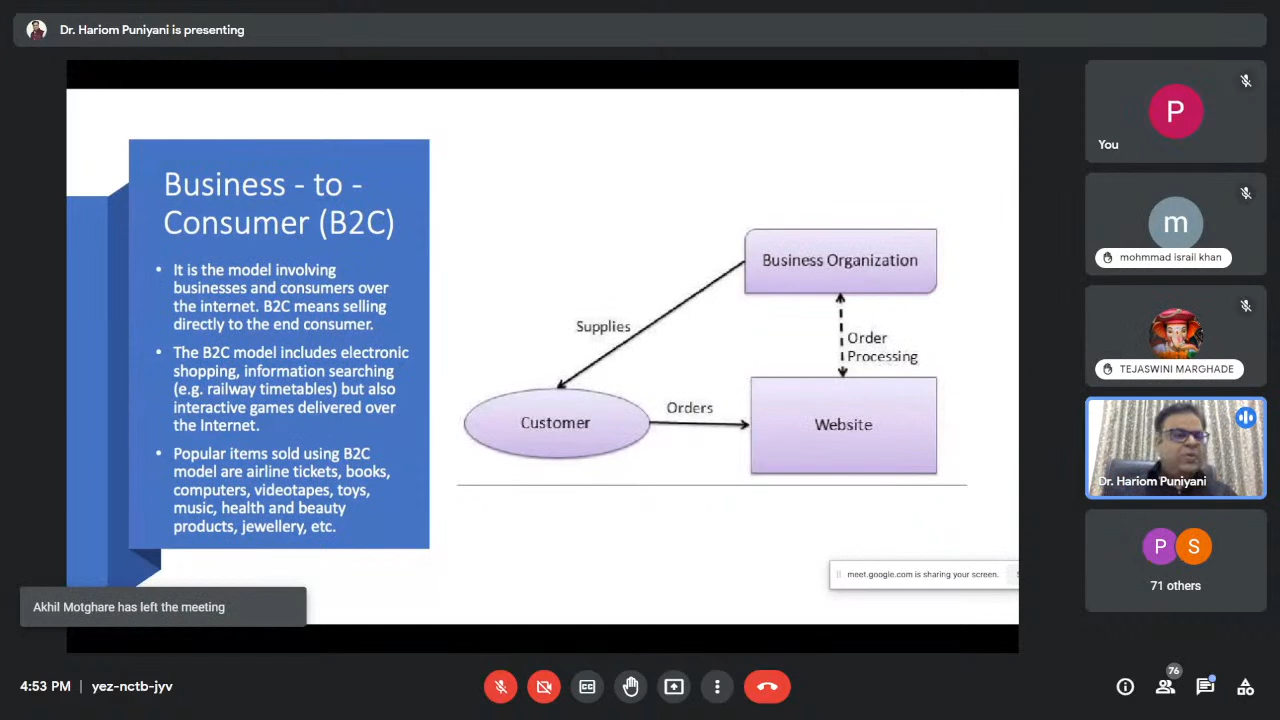 Dr. Hariom Puniyani is presenting
Business - to -
Consumer (B2C)
• It is the model involving
businesses and consumers over
the internet. B2C means selling
directly to the end consumer.
• The B2C model includes electronic
shopping, information searching
(e.g. railway timetables) but also
interactive games delivered over
the Internet.
• Popular items sold using B2C
model are airline tickets, books,
computers, videotapes, toys,
music, health and beauty
products, jewellery, etc.
Business Organization
Supplies
Order
Processing
Customer
Orders
Website
meet.google.com is sharing your screen.
Akhil Motghare has left the meeting
P
You
m
mohmmad israil khan
TEJASWINI MARGHADE
Dr. Hariom Puniyani
P S
71 others
4:53 PM | yez-nctb-jyv
CC
76